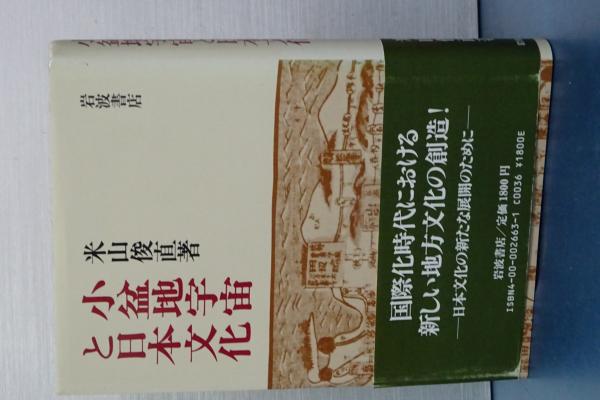 小盆地宇宙
と日本文化
米山俊直著
岩波書店
国際化時代における
新しい地方文化の創造！
―日本文化の新たな展開のために―
岩波書店／定価1800円
ISBN4-00-002663-1 C0036 ¥1800E